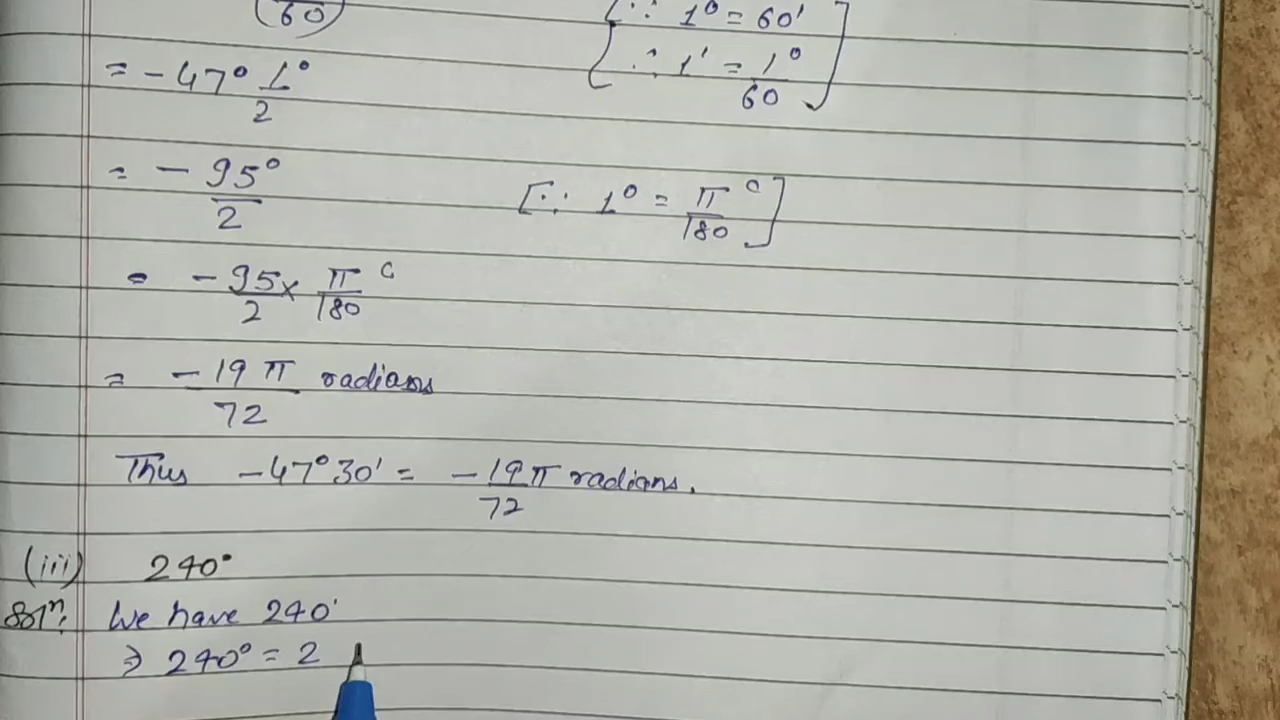 60
[∵ 1° = 60'
∴ 1' = 1°/60]
= -47° 1°/2
= -95°/2 [∵ 1° = π/180 ᶜ]
= -95/2 × π/180 ᶜ
= -19π/72 radians
Thus -47°30' = -19π/72 radians.
(iii) 240°
Solⁿ: We have 240°
⇒ 240° = 2